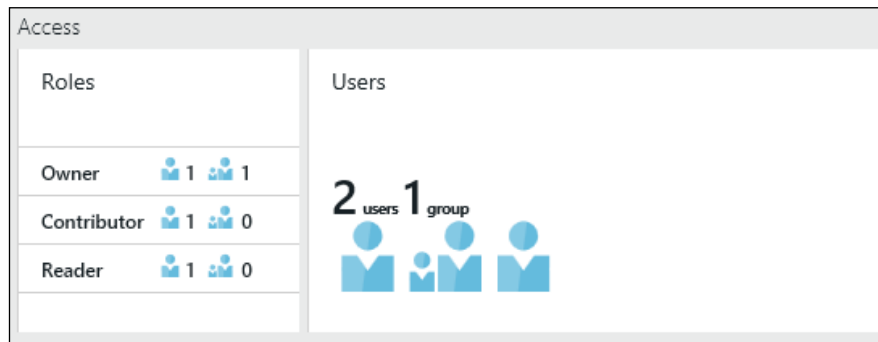 Access
Roles
Owner 1 1
Contributor 1 0
Reader 1 0
Users
2 users 1 group